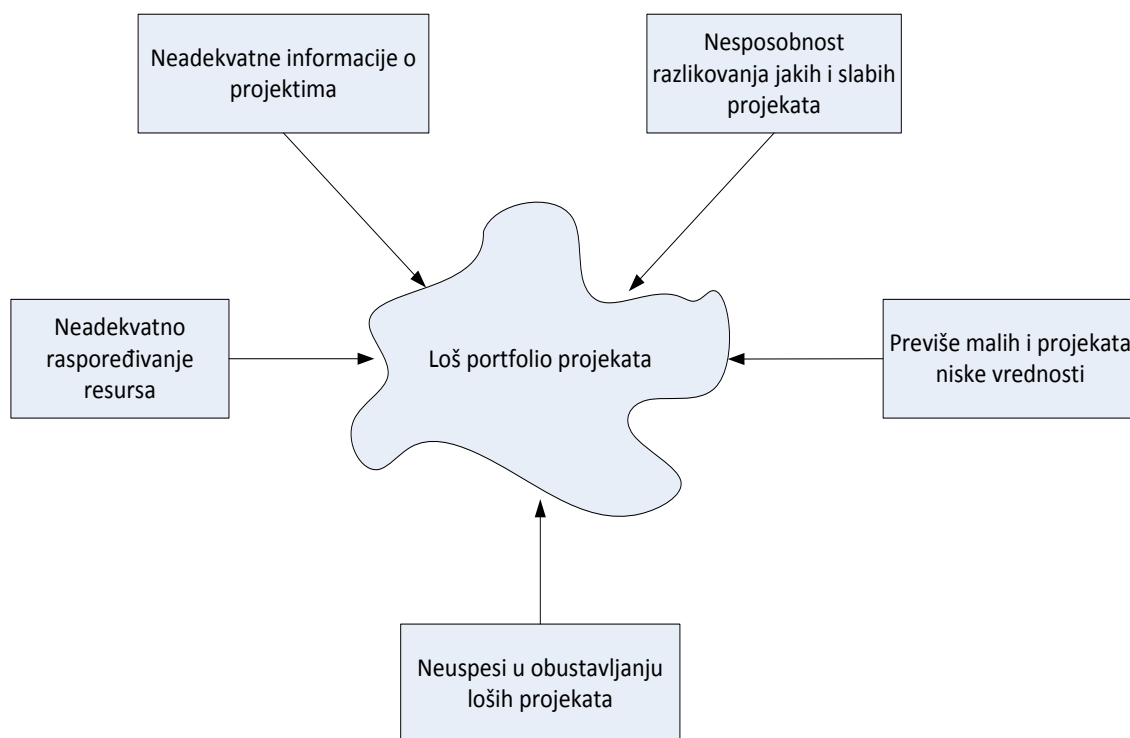 Neadekvatne informacije o
projektima
Nesposobnost
razlikovanja jakih i slabih
projekata
Neadekvatno
raspoređivanje
resursa
Loš portfolio projekata
Previše malih i projekata
niske vrednosti
Neuspesi u obustavljanju
loših projekata